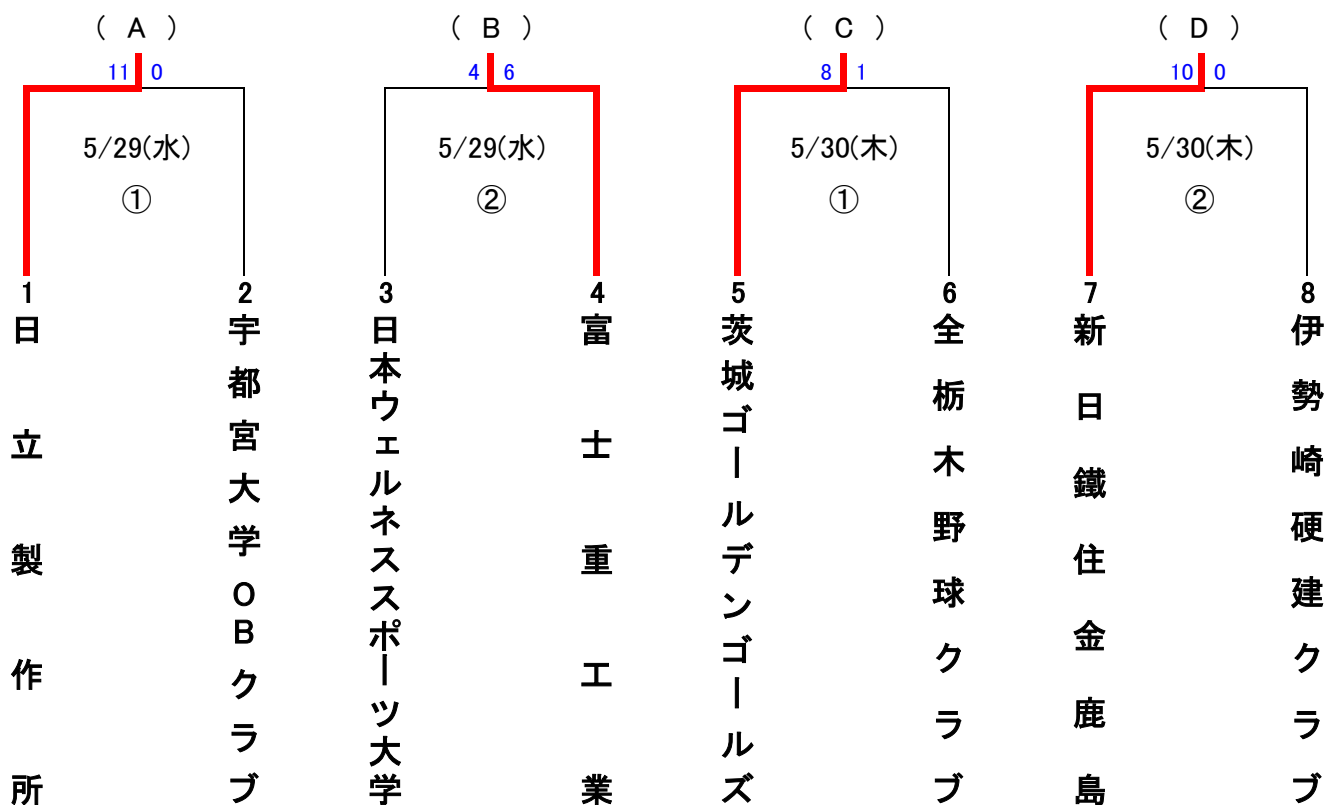 ( A ) ( B ) ( C ) ( D )
11 0 4 6 8 1 10 0
5/29(水) 5/29(水) 5/30(木) 5/30(木)
① ② ① ②
1 2 3 4 5 6 7 8
日立製作所
宇都宮大学OBクラブ
日本ウェルネススポーツ大学
富士重工業
茨城ゴールデンゴールズ
全栃木野球クラブ
新日鐵住金鹿島
伊勢崎硬建クラブ